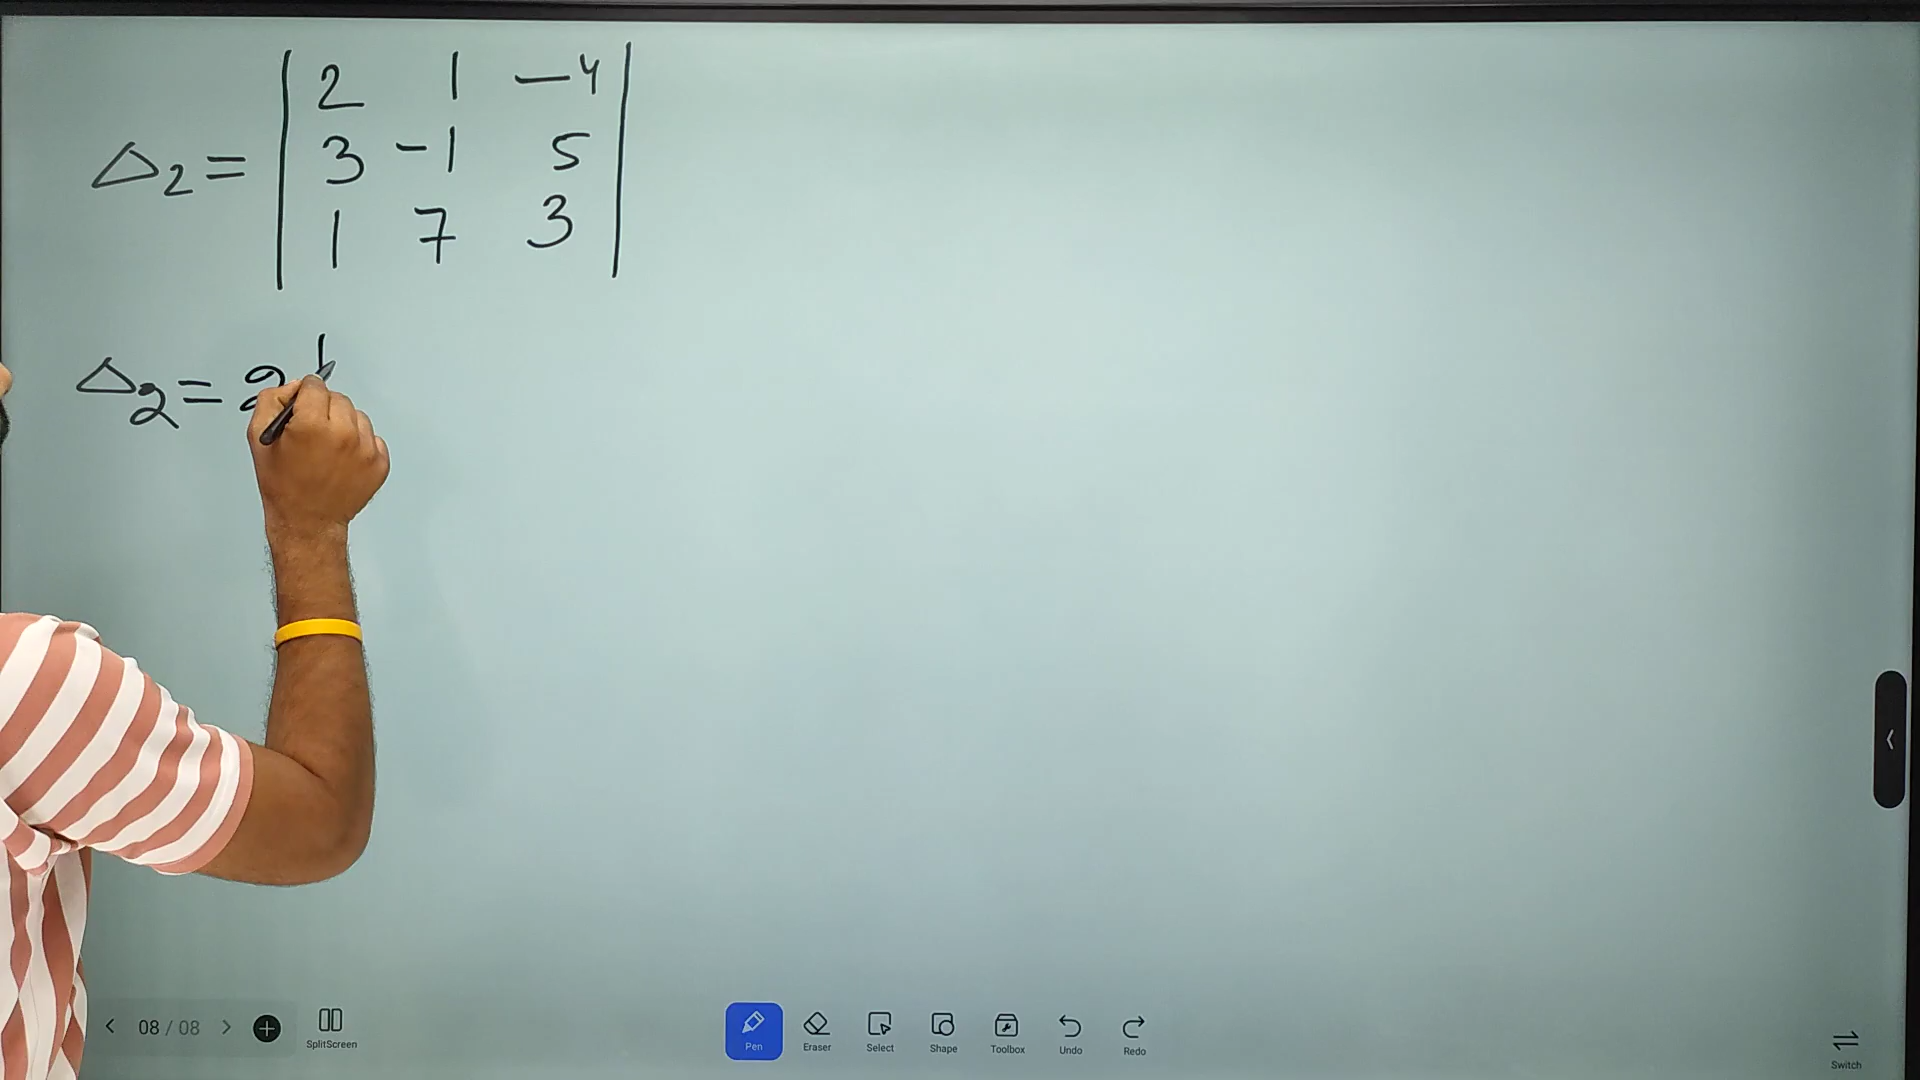 2 1 -4
Δ₂ = 3 -1 5
1 7 3
Δ₂ = 2 |
08 / 08
SplitScreen
Pen Eraser Select Shape Toolbox Undo Redo
Switch